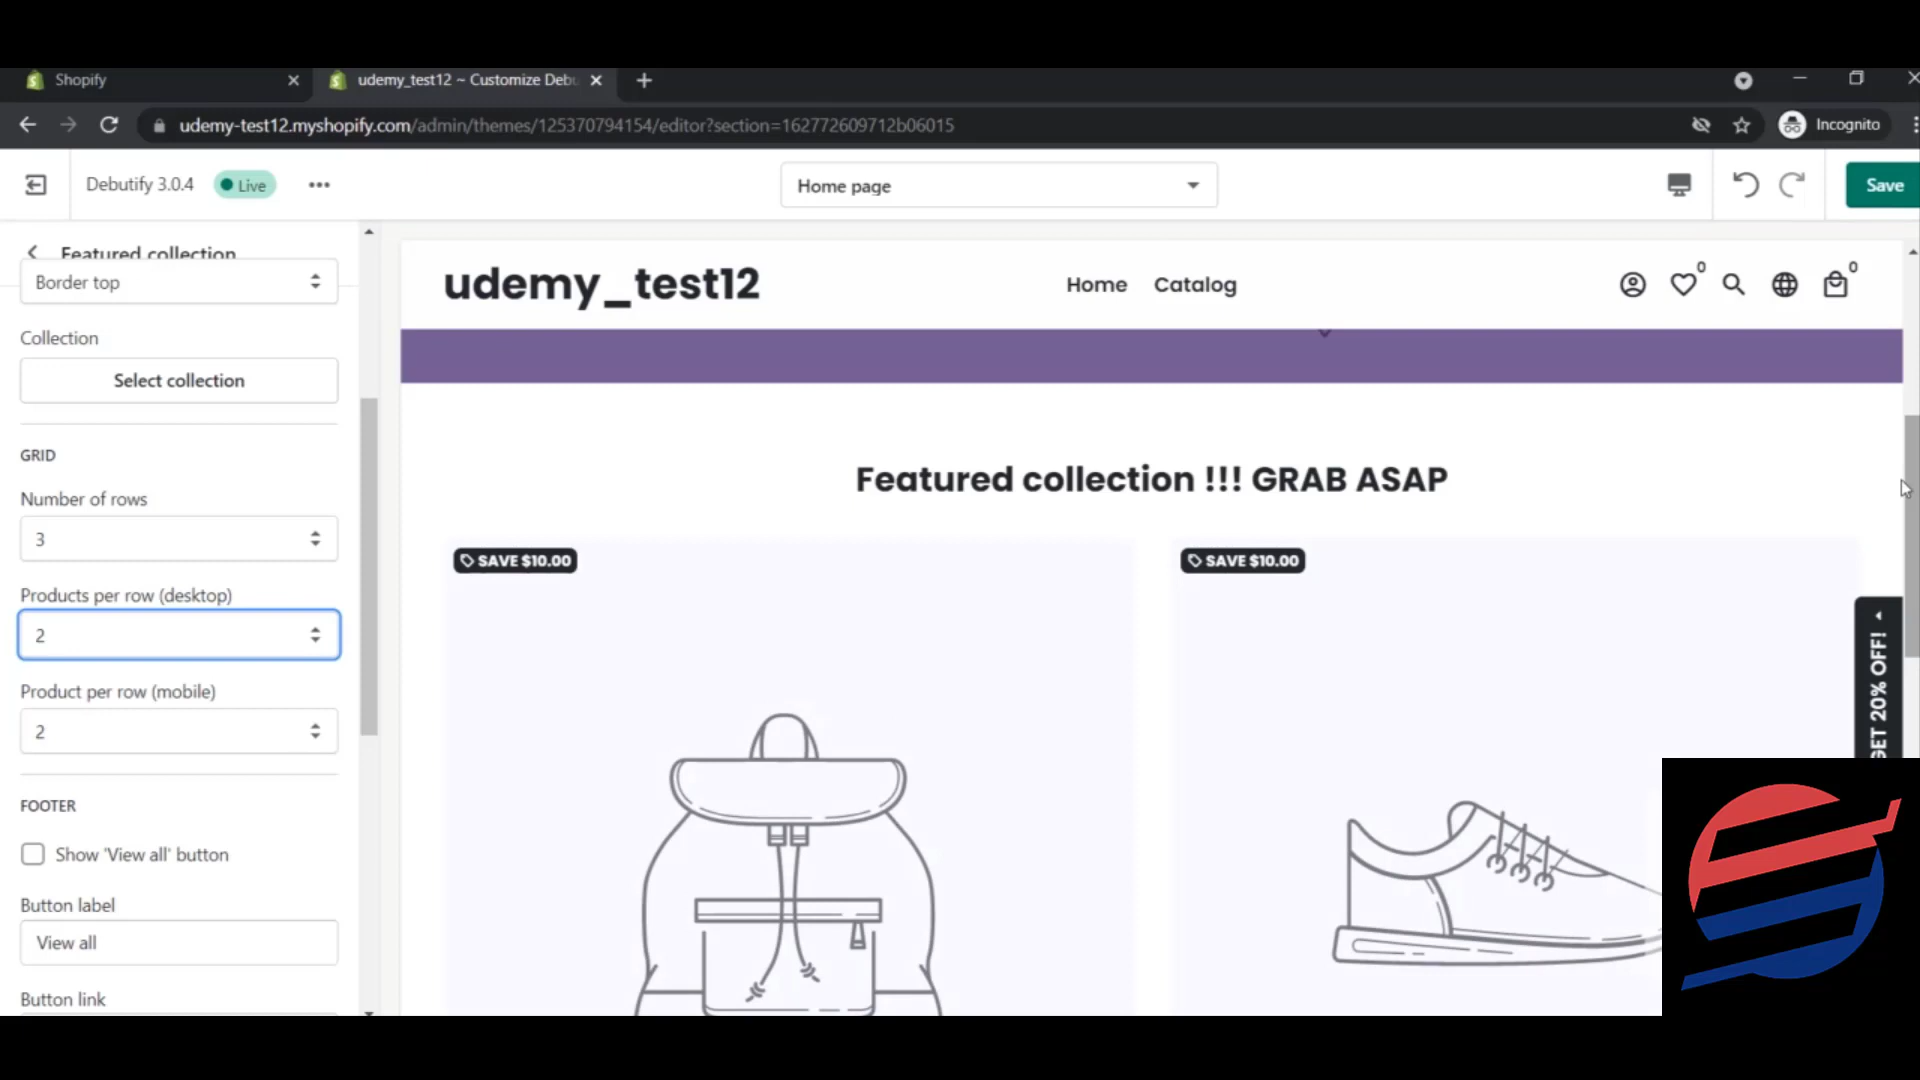 Shopify
udemy_test12 ~ Customize Debu
udemy-test12.myshopify.com/admin/themes/125370794154/editor?section=162772609712b06015
Incognito
Debutify 3.0.4
Live
Home page
Save
Featured collection
Border top
Collection
Select collection
GRID
Number of rows
3
Products per row (desktop)
2
Product per row (mobile)
2
FOOTER
Show 'View all' button
Button label
View all
Button link
udemy_test12
Home
Catalog
0
0
Featured collection !!! GRAB ASAP
SAVE $10.00
SAVE $10.00
GET 20% OFF!